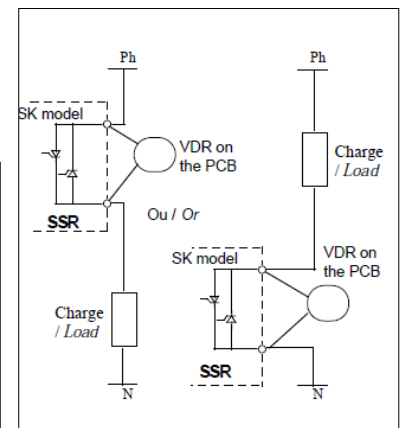 Ph
SK model
VDR on
the PCB
SSR
Ou / Or
Charge
/ Load
N
Ph
Charge
/ Load
SK model
VDR on
the PCB
SSR
N